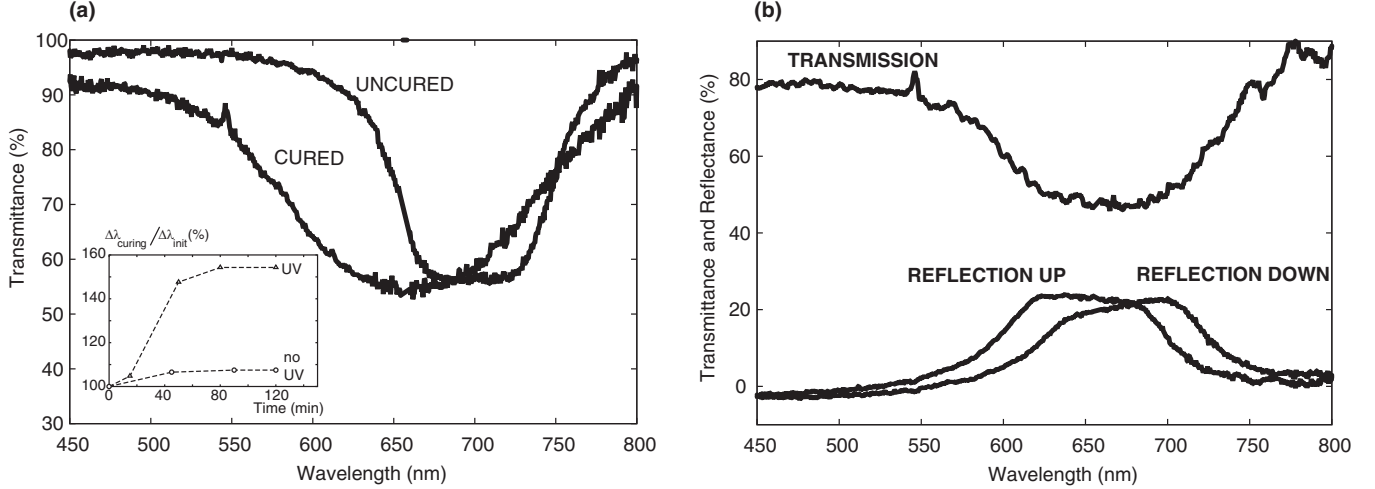 (a)
100
90
80
70
60
50
40
30
Transmittance (%)
UNCURED
CURED
Δλcuring /Δλinit(%)
160
140
120
100
UV
no
UV
0
40
80
120
Time (min)
450
500
550
600
650
700
750
800
Wavelength (nm)
(b)
80
60
40
20
0
Transmittance and Reflectance (%)
TRANSMISSION
REFLECTION UP
REFLECTION DOWN
450
500
550
600
650
700
750
800
Wavelength (nm)